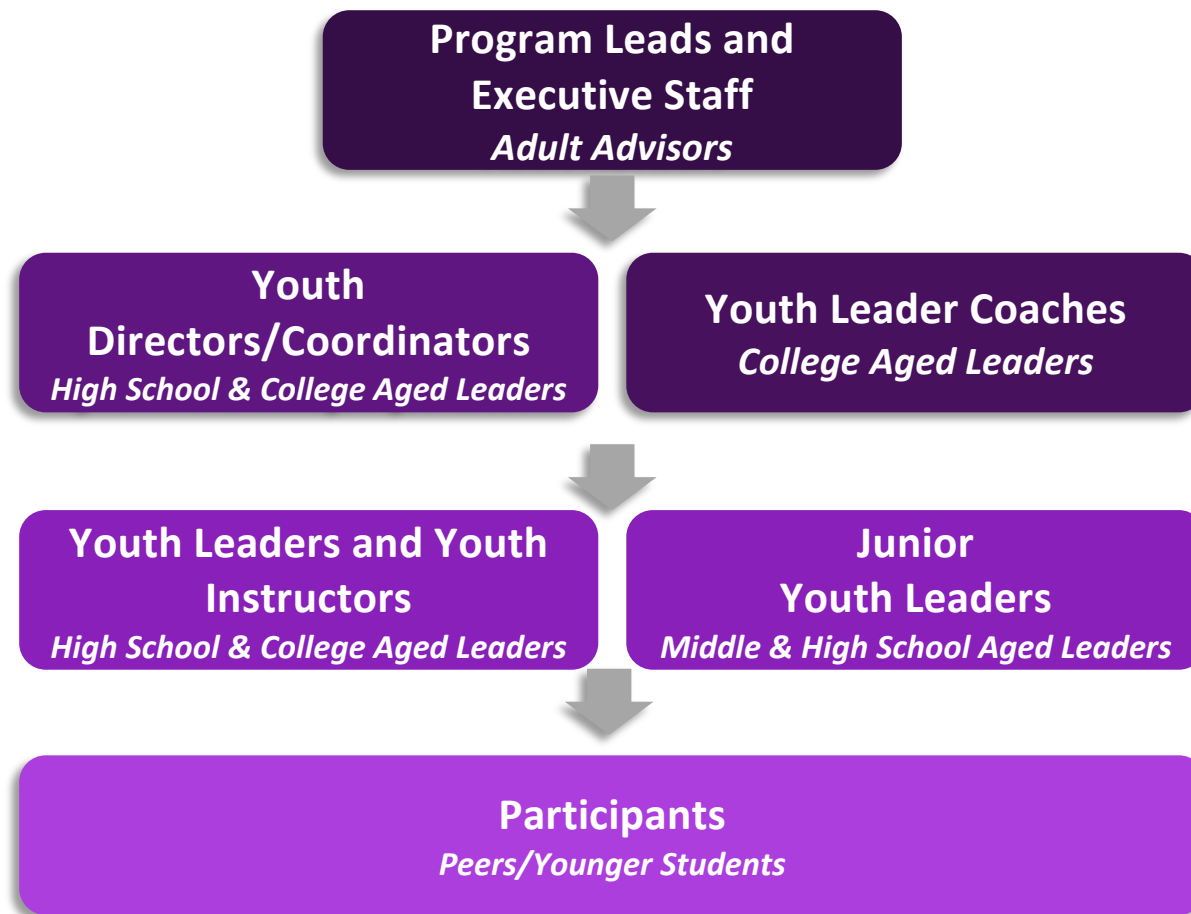 Program Leads and
Executive Staff
Adult Advisors
Youth
Directors/Coordinators
High School & College Aged Leaders
Youth Leader Coaches
College Aged Leaders
Youth Leaders and Youth
Instructors
High School & College Aged Leaders
Junior
Youth Leaders
Middle & High School Aged Leaders
Participants
Peers/Younger Students